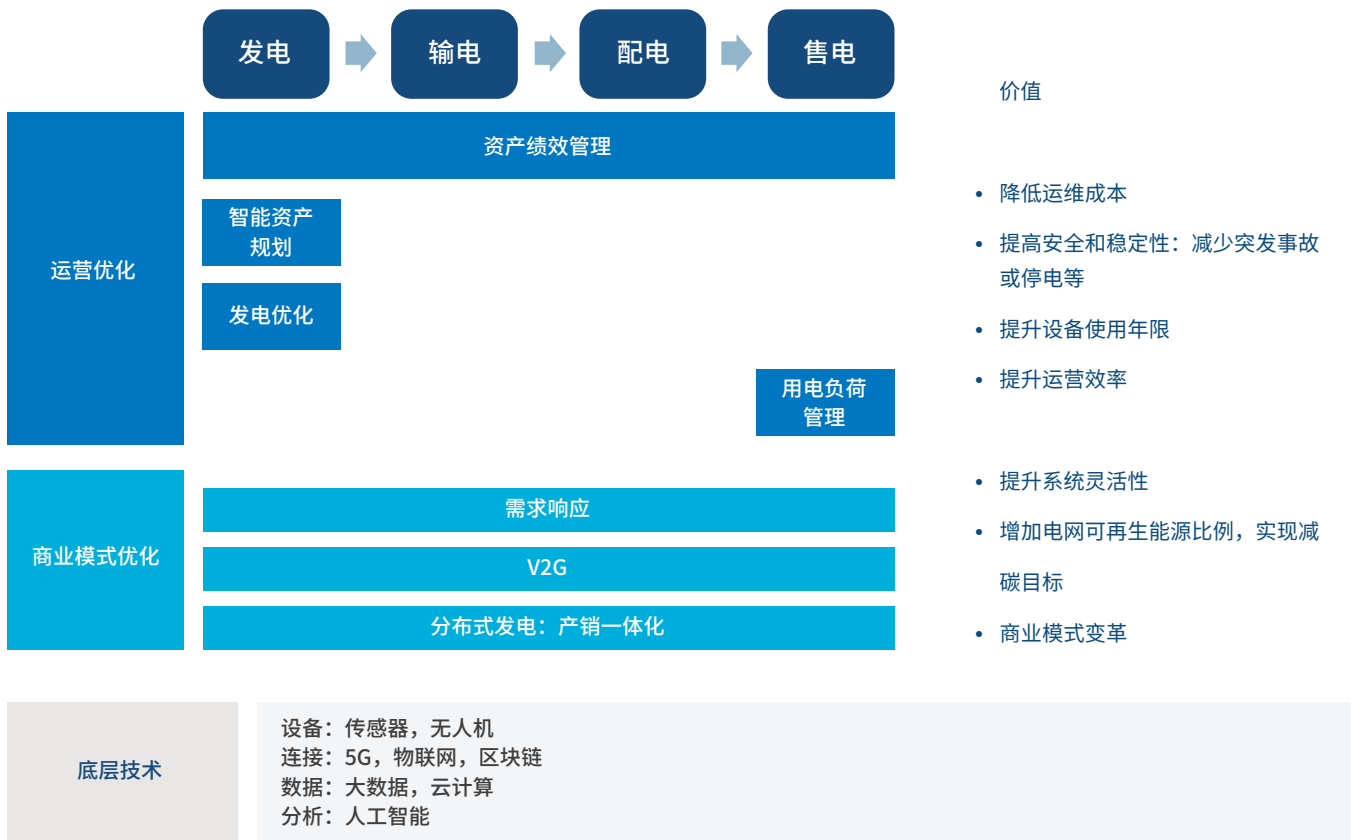 发电
输电
配电
售电
价值
运营优化
资产绩效管理
智能资产
规划
发电优化
用电负荷
管理
• 降低运维成本
• 提高安全和稳定性：减少突发事故
或停电等
• 提升设备使用年限
• 提升运营效率
商业模式优化
需求响应
V2G
分布式发电：产销一体化
• 提升系统灵活性
• 增加电网可再生能源比例，实现减
碳目标
• 商业模式变革
底层技术
设备：传感器，无人机
连接：5G，物联网，区块链
数据：大数据，云计算
分析：人工智能